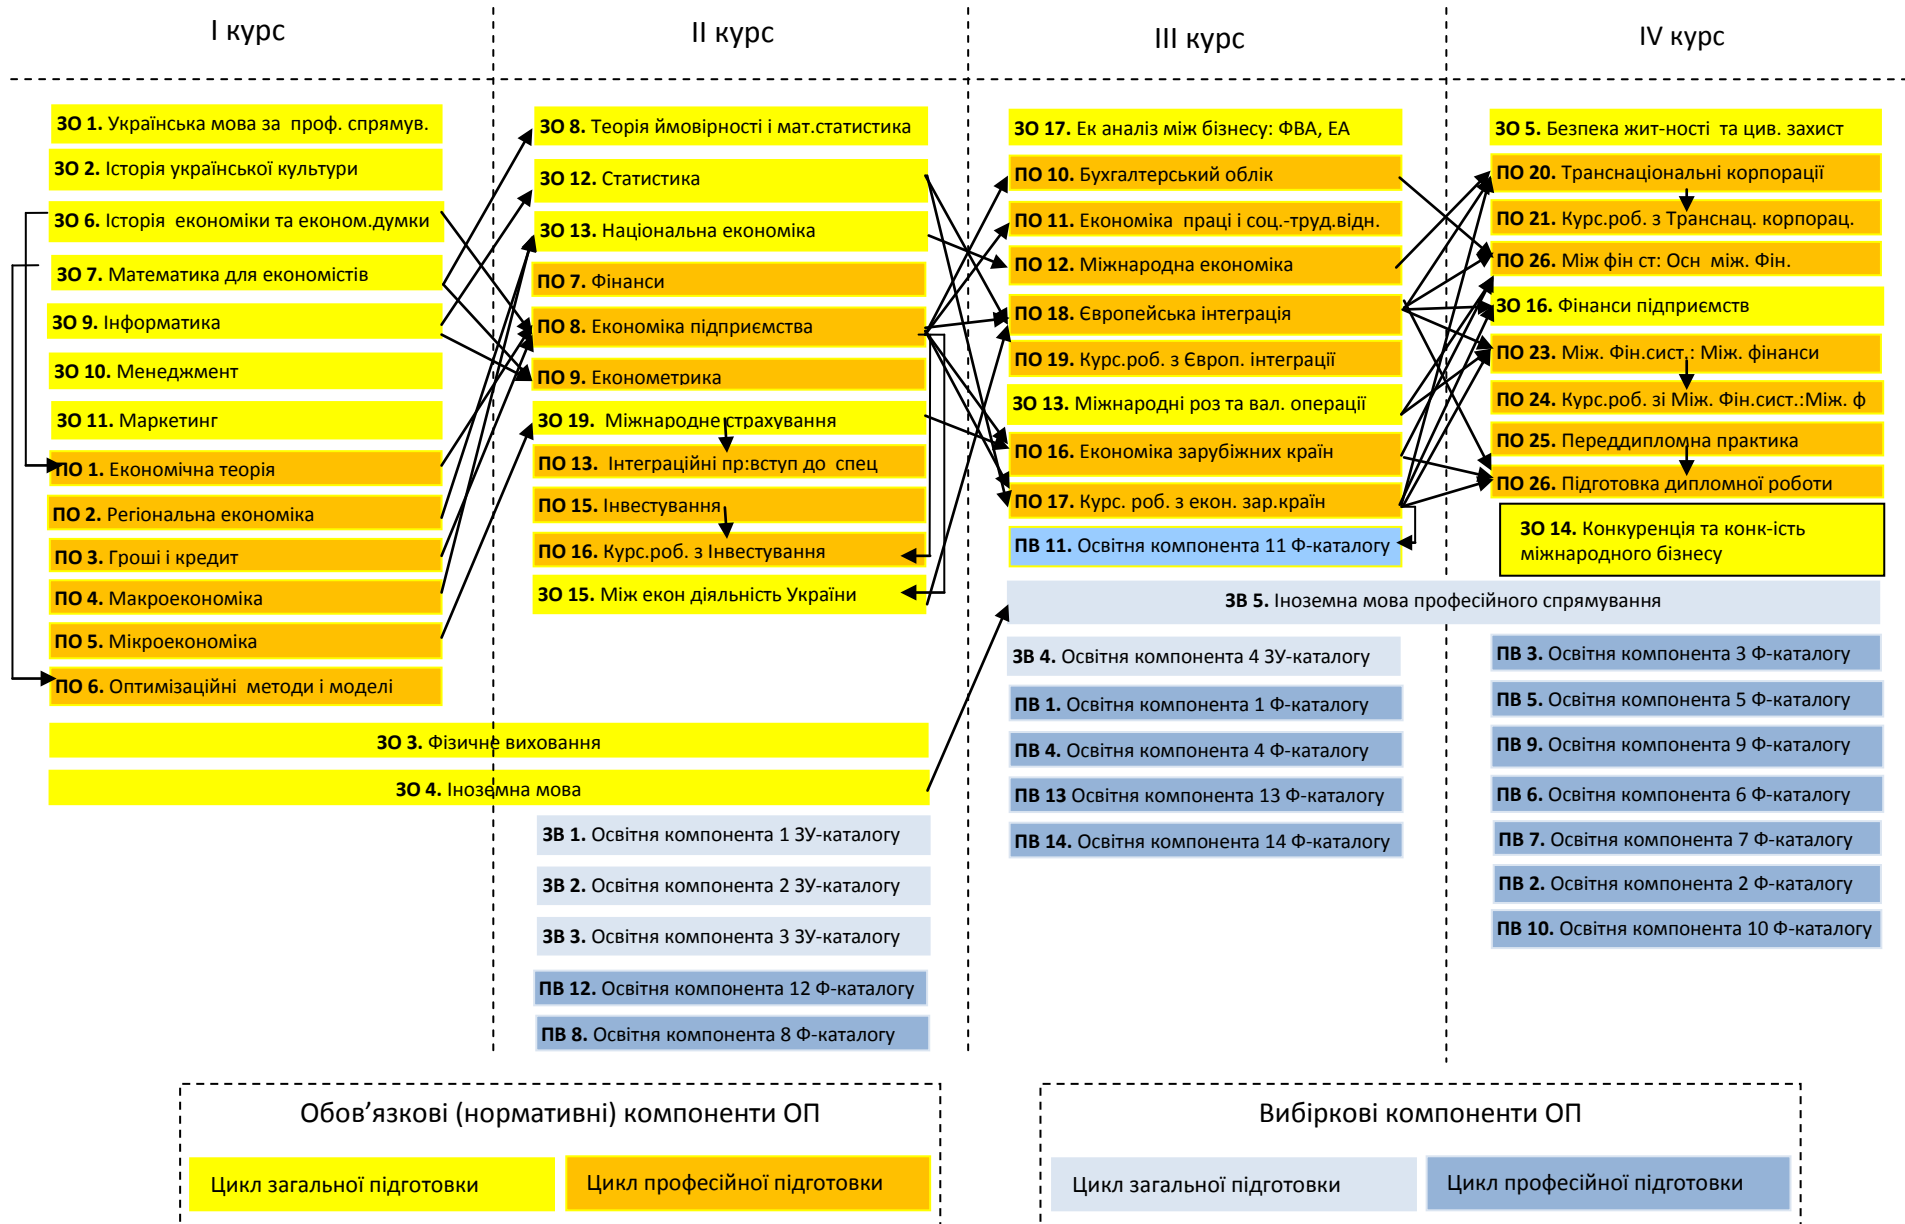 І курс
ІІ курс
ІІІ курс
IV курс
ЗО 1. Українська мова за проф. спрямув.
ЗО 2. Історія української культури
ЗО 6. Історія економіки та економ.думки
ЗО 7. Математика для економістів
ЗО 9. Інформатика
ЗО 10. Менеджмент
ЗО 11. Маркетинг
ПО 1. Економічна теорія
ПО 2. Регіональна економіка
ПО 3. Гроші і кредит
ПО 4. Макроекономіка
ПО 5. Мікроекономіка
ПО 6. Оптимізаційні методи і моделі
ЗО 3. Фізичне виховання
ЗО 4. Іноземна мова
ЗО 8. Теорія ймовірності і мат.статистика
ЗО 12. Статистика
ЗО 13. Національна економіка
ПО 7. Фінанси
ПО 8. Економіка підприємства
ПО 9. Економетрика
ЗО 19. Міжнародне страхування
ПО 13. Інтеграційні пр:вступ до спец
ПО 15. Інвестування
ПО 16. Курс.роб. з Інвестування
ЗО 15. Між екон діяльність України
ЗВ 1. Освітня компонента 1 ЗУ-каталогу
ЗВ 2. Освітня компонента 2 ЗУ-каталогу
ЗВ 3. Освітня компонента 3 ЗУ-каталогу
ПВ 12. Освітня компонента 12 Ф-каталогу
ПВ 8. Освітня компонента 8 Ф-каталогу
ЗО 17. Ек аналіз між бізнесу: ФВА, ЕА
ПО 10. Бухгалтерський облік
ПО 11. Економіка праці і соц.-труд.відн.
ПО 12. Міжнародна економіка
ПО 18. Європейська інтеграція
ПО 19. Курс.роб. з Європ. інтеграції
ЗО 13. Міжнародні роз та вал. операції
ПО 16. Економіка зарубіжних країн
ПО 17. Курс. роб. з екон. зар.країн
ПВ 11. Освітня компонента 11 Ф-каталогу
ЗВ 5. Іноземна мова професійного спрямування
ЗВ 4. Освітня компонента 4 ЗУ-каталогу
ПВ 1. Освітня компонента 1 Ф-каталогу
ПВ 4. Освітня компонента 4 Ф-каталогу
ПВ 13 Освітня компонента 13 Ф-каталогу
ПВ 14. Освітня компонента 14 Ф-каталогу
ЗО 5. Безпека жит-ності та цив. захист
ПО 20. Транснаціональні корпорації
ПО 21. Курс.роб. з Транснац. корпорац.
ПО 26. Між фін ст: Осн між. Фін.
ЗО 16. Фінанси підприємств
ПО 23. Між. Фін.сист.: Між. фінанси
ПО 24. Курс.роб. зі Між. Фін.сист.:Між. ф
ПО 25. Переддипломна практика
ПО 26. Підготовка дипломної роботи
ЗО 14. Конкуренція та конк-ість
міжнародного бізнесу
ПВ 3. Освітня компонента 3 Ф-каталогу
ПВ 5. Освітня компонента 5 Ф-каталогу
ПВ 9. Освітня компонента 9 Ф-каталогу
ПВ 6. Освітня компонента 6 Ф-каталогу
ПВ 7. Освітня компонента 7 Ф-каталогу
ПВ 2. Освітня компонента 2 Ф-каталогу
ПВ 10. Освітня компонента 10 Ф-каталогу
Обов’язкові (нормативні) компоненти ОП
Цикл загальної підготовки
Цикл професійної підготовки
Вибіркові компоненти ОП
Цикл загальної підготовки
Цикл професійної підготовки